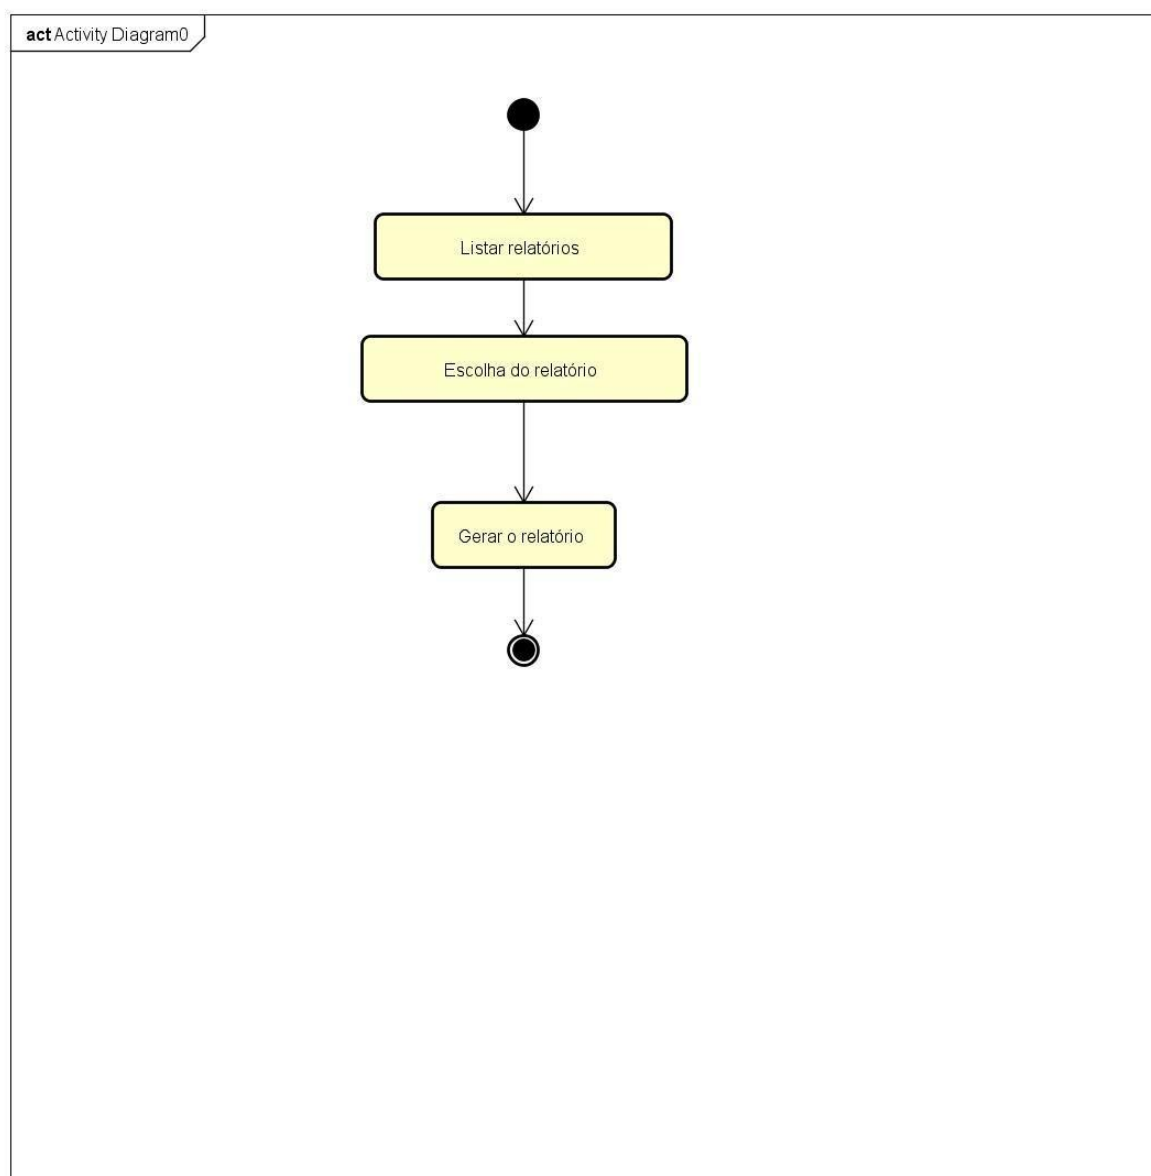 act Activity Diagram0
Listar relatórios
Escolha do relatório
Gerar o relatório